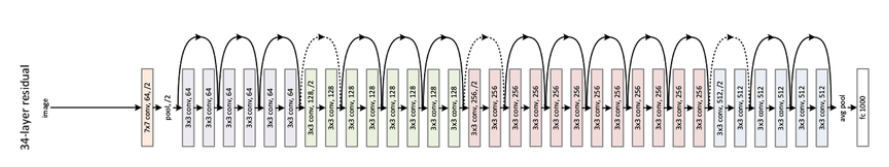 34-layer residual
image
7x7 conv, 64, /2
pool, /2
3x3 conv, 64
3x3 conv, 64
3x3 conv, 64
3x3 conv, 64
3x3 conv, 64
3x3 conv, 64
3x3 conv, 128, /2
3x3 conv, 128
3x3 conv, 128
3x3 conv, 128
3x3 conv, 128
3x3 conv, 128
3x3 conv, 128
3x3 conv, 128
3x3 conv, 256, /2
3x3 conv, 256
3x3 conv, 256
3x3 conv, 256
3x3 conv, 256
3x3 conv, 256
3x3 conv, 256
3x3 conv, 256
3x3 conv, 256
3x3 conv, 256
3x3 conv, 256
3x3 conv, 256
3x3 conv, 512, /2
3x3 conv, 512
3x3 conv, 512
3x3 conv, 512
3x3 conv, 512
3x3 conv, 512
avg pool
fc 1000